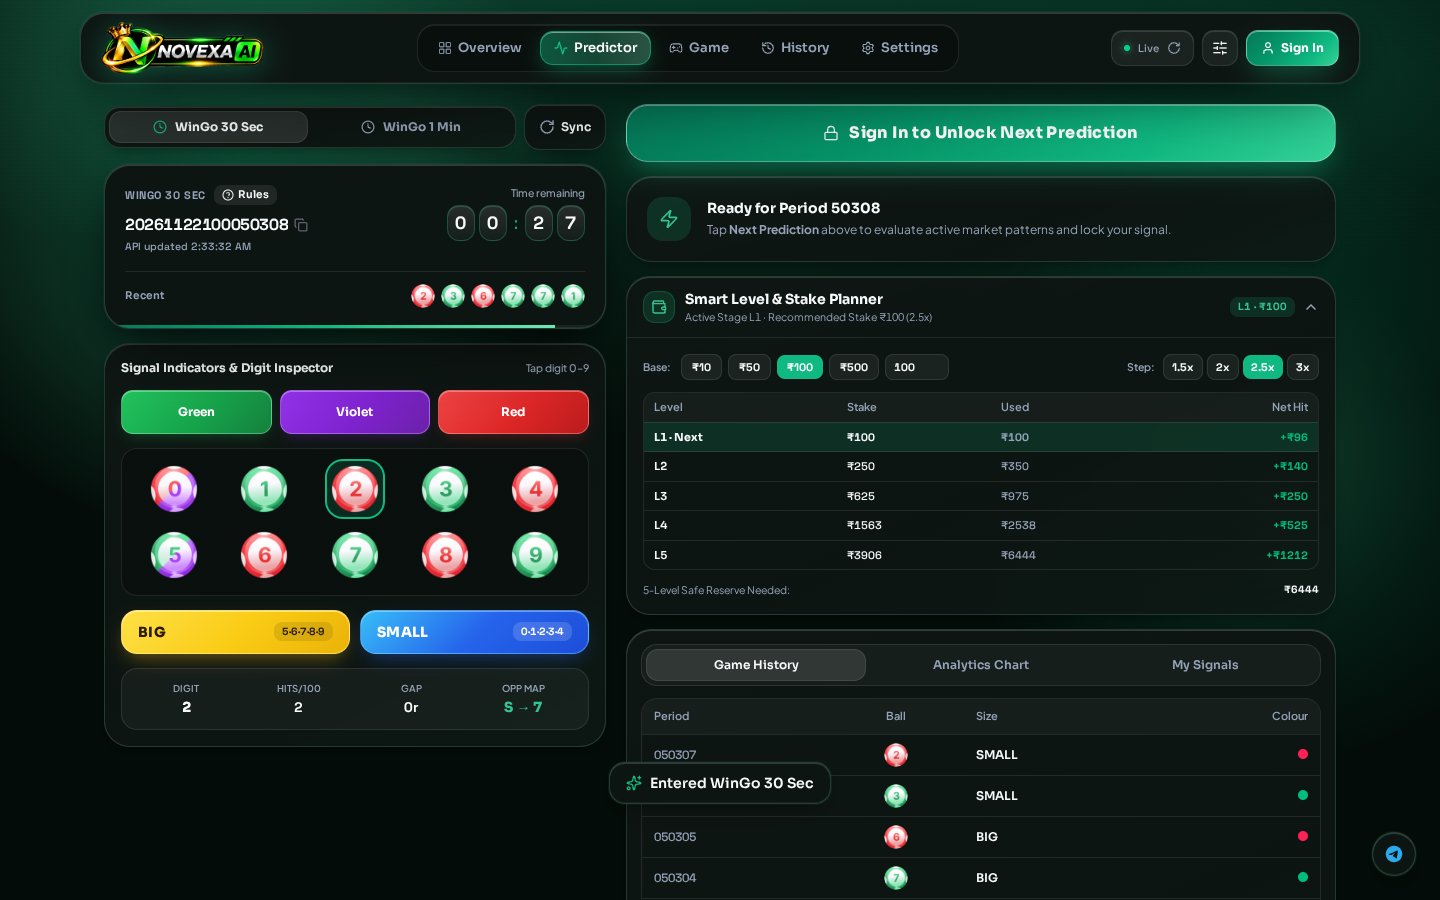 NOVEXA AI
Overview
Predictor
Game
History
Settings
Live
Sign In
WinGo 30 Sec
WinGo 1 Min
Sync
Sign In to Unlock Next Prediction
WINGO 30 SEC
Rules
Time remaining
20261122100050308
0 0 : 2 7
API updated 2:33:32 AM
Recent
2 3 6 7 7 1
Ready for Period 50308
Tap Next Prediction above to evaluate active market patterns and lock your signal.
Signal Indicators & Digit Inspector
Tap digit 0–9
Green
Violet
Red
0 1 2 3 4
5 6 7 8 9
BIG
5·6·7·8·9
SMALL
0·1·2·3·4
DIGIT HITS/100 GAP OPP MAP
2 2 0r S → 7
Smart Level & Stake Planner
Active Stage L1 · Recommended Stake ₹100 (2.5x)
L1 · ₹100
Base: ₹10 ₹50 ₹100 ₹500 100
Step: 1.5x 2x 2.5x 3x
Level Stake Used Net Hit
L1 · Next ₹100 ₹100 +₹96
L2 ₹250 ₹350 +₹140
L3 ₹625 ₹975 +₹250
L4 ₹1563 ₹2538 +₹525
L5 ₹3906 ₹6444 +₹1212
5-Level Safe Reserve Needed: ₹6444
Game History
Analytics Chart
My Signals
Period Ball Size Colour
050307 2 SMALL
3 SMALL
Entered WinGo 30 Sec
050305 6 BIG
050304 7 BIG